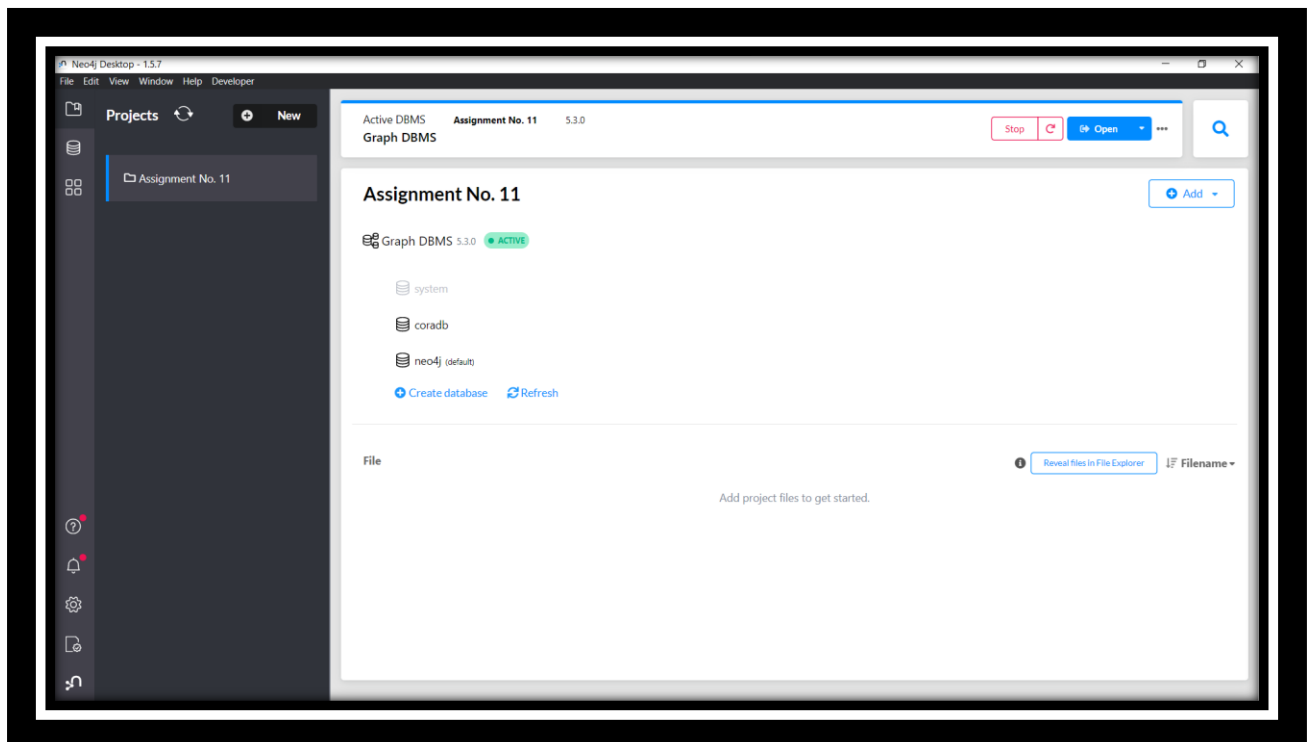 Neo4j Desktop - 1.5.7
File Edit View Window Help Developer
Projects
New
Assignment No. 11
Active DBMS Assignment No. 11 5.3.0
Graph DBMS
Stop
Open
Assignment No. 11
Add
Graph DBMS 5.3.0 ACTIVE
system
coradb
neo4j (default)
Create database Refresh
File
Reveal files in File Explorer
Filename
Add project files to get started.